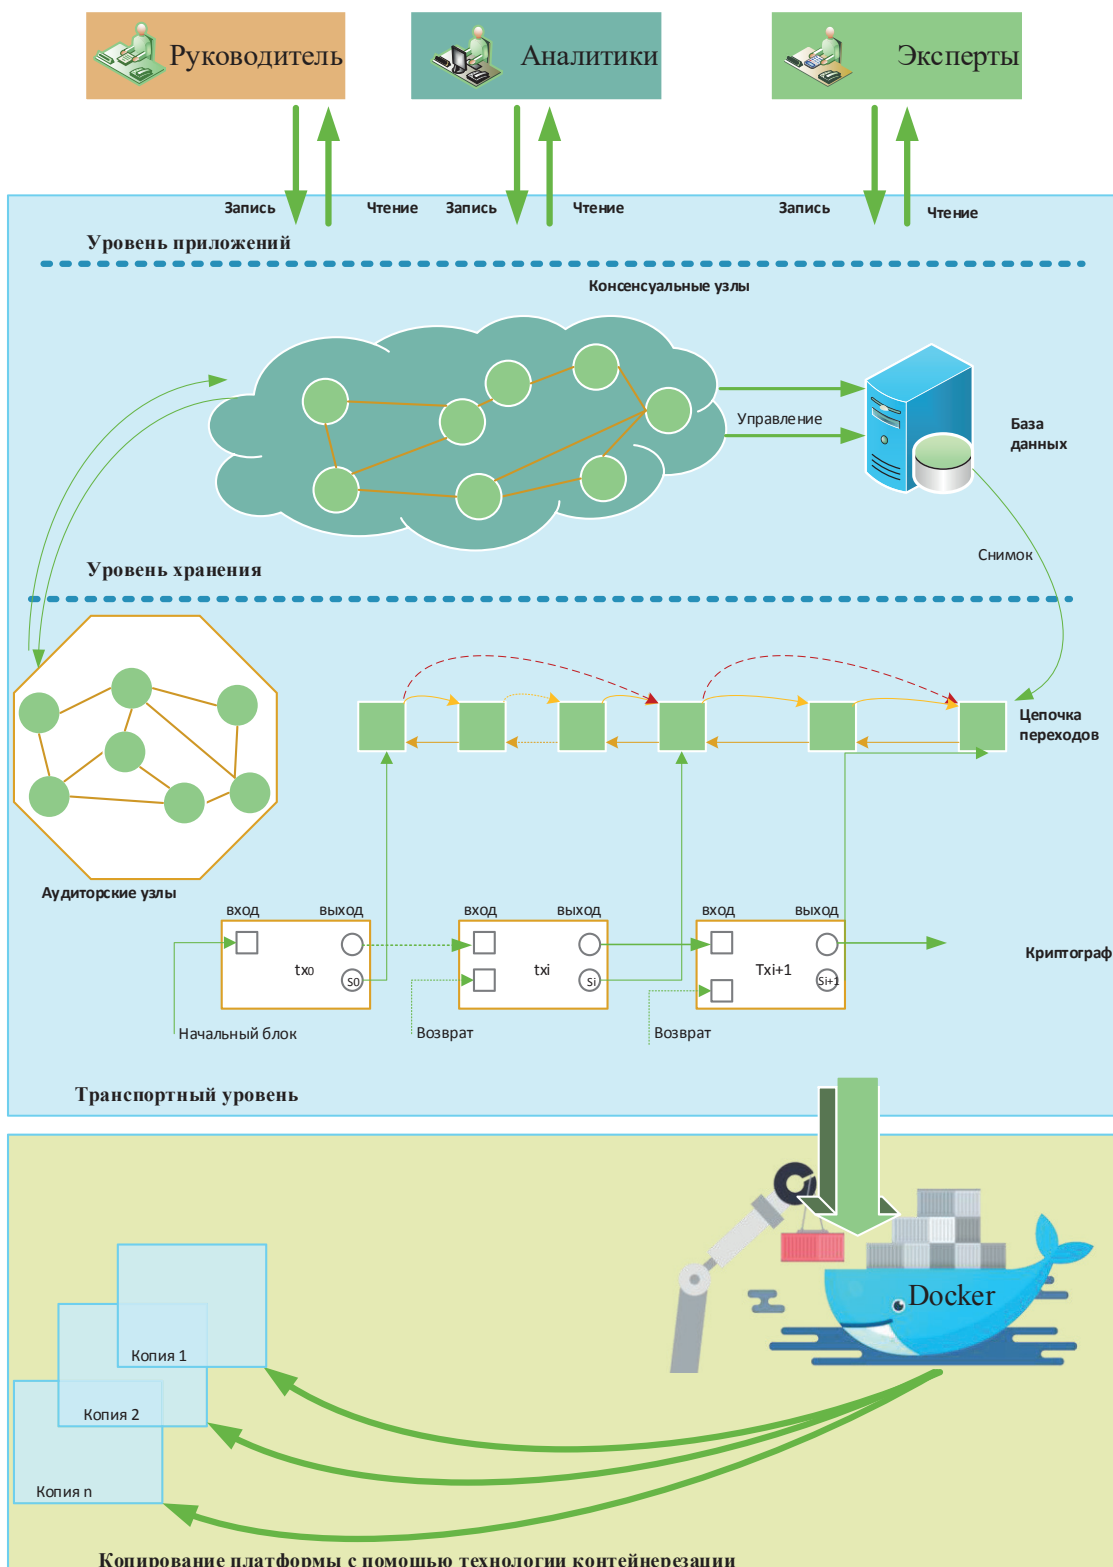 Руководитель
Аналитики
Эксперты
Запись
Чтение
Запись
Чтение
Запись
Чтение
Уровень приложений
Консенсуальные узлы
Управление
База
данных
Снимок
Уровень хранения
Цепочка
переходов
Аудиторские узлы
вход
выход
вход
выход
вход
выход
tx0
S0
txi
Si
Txi+1
Si+1
Криптограф
Начальный блок
Возврат
Возврат
Транспортный уровень
Docker
Копия 1
Копия 2
Копия n
Копирование платформы с помощью технологии контейнерезации